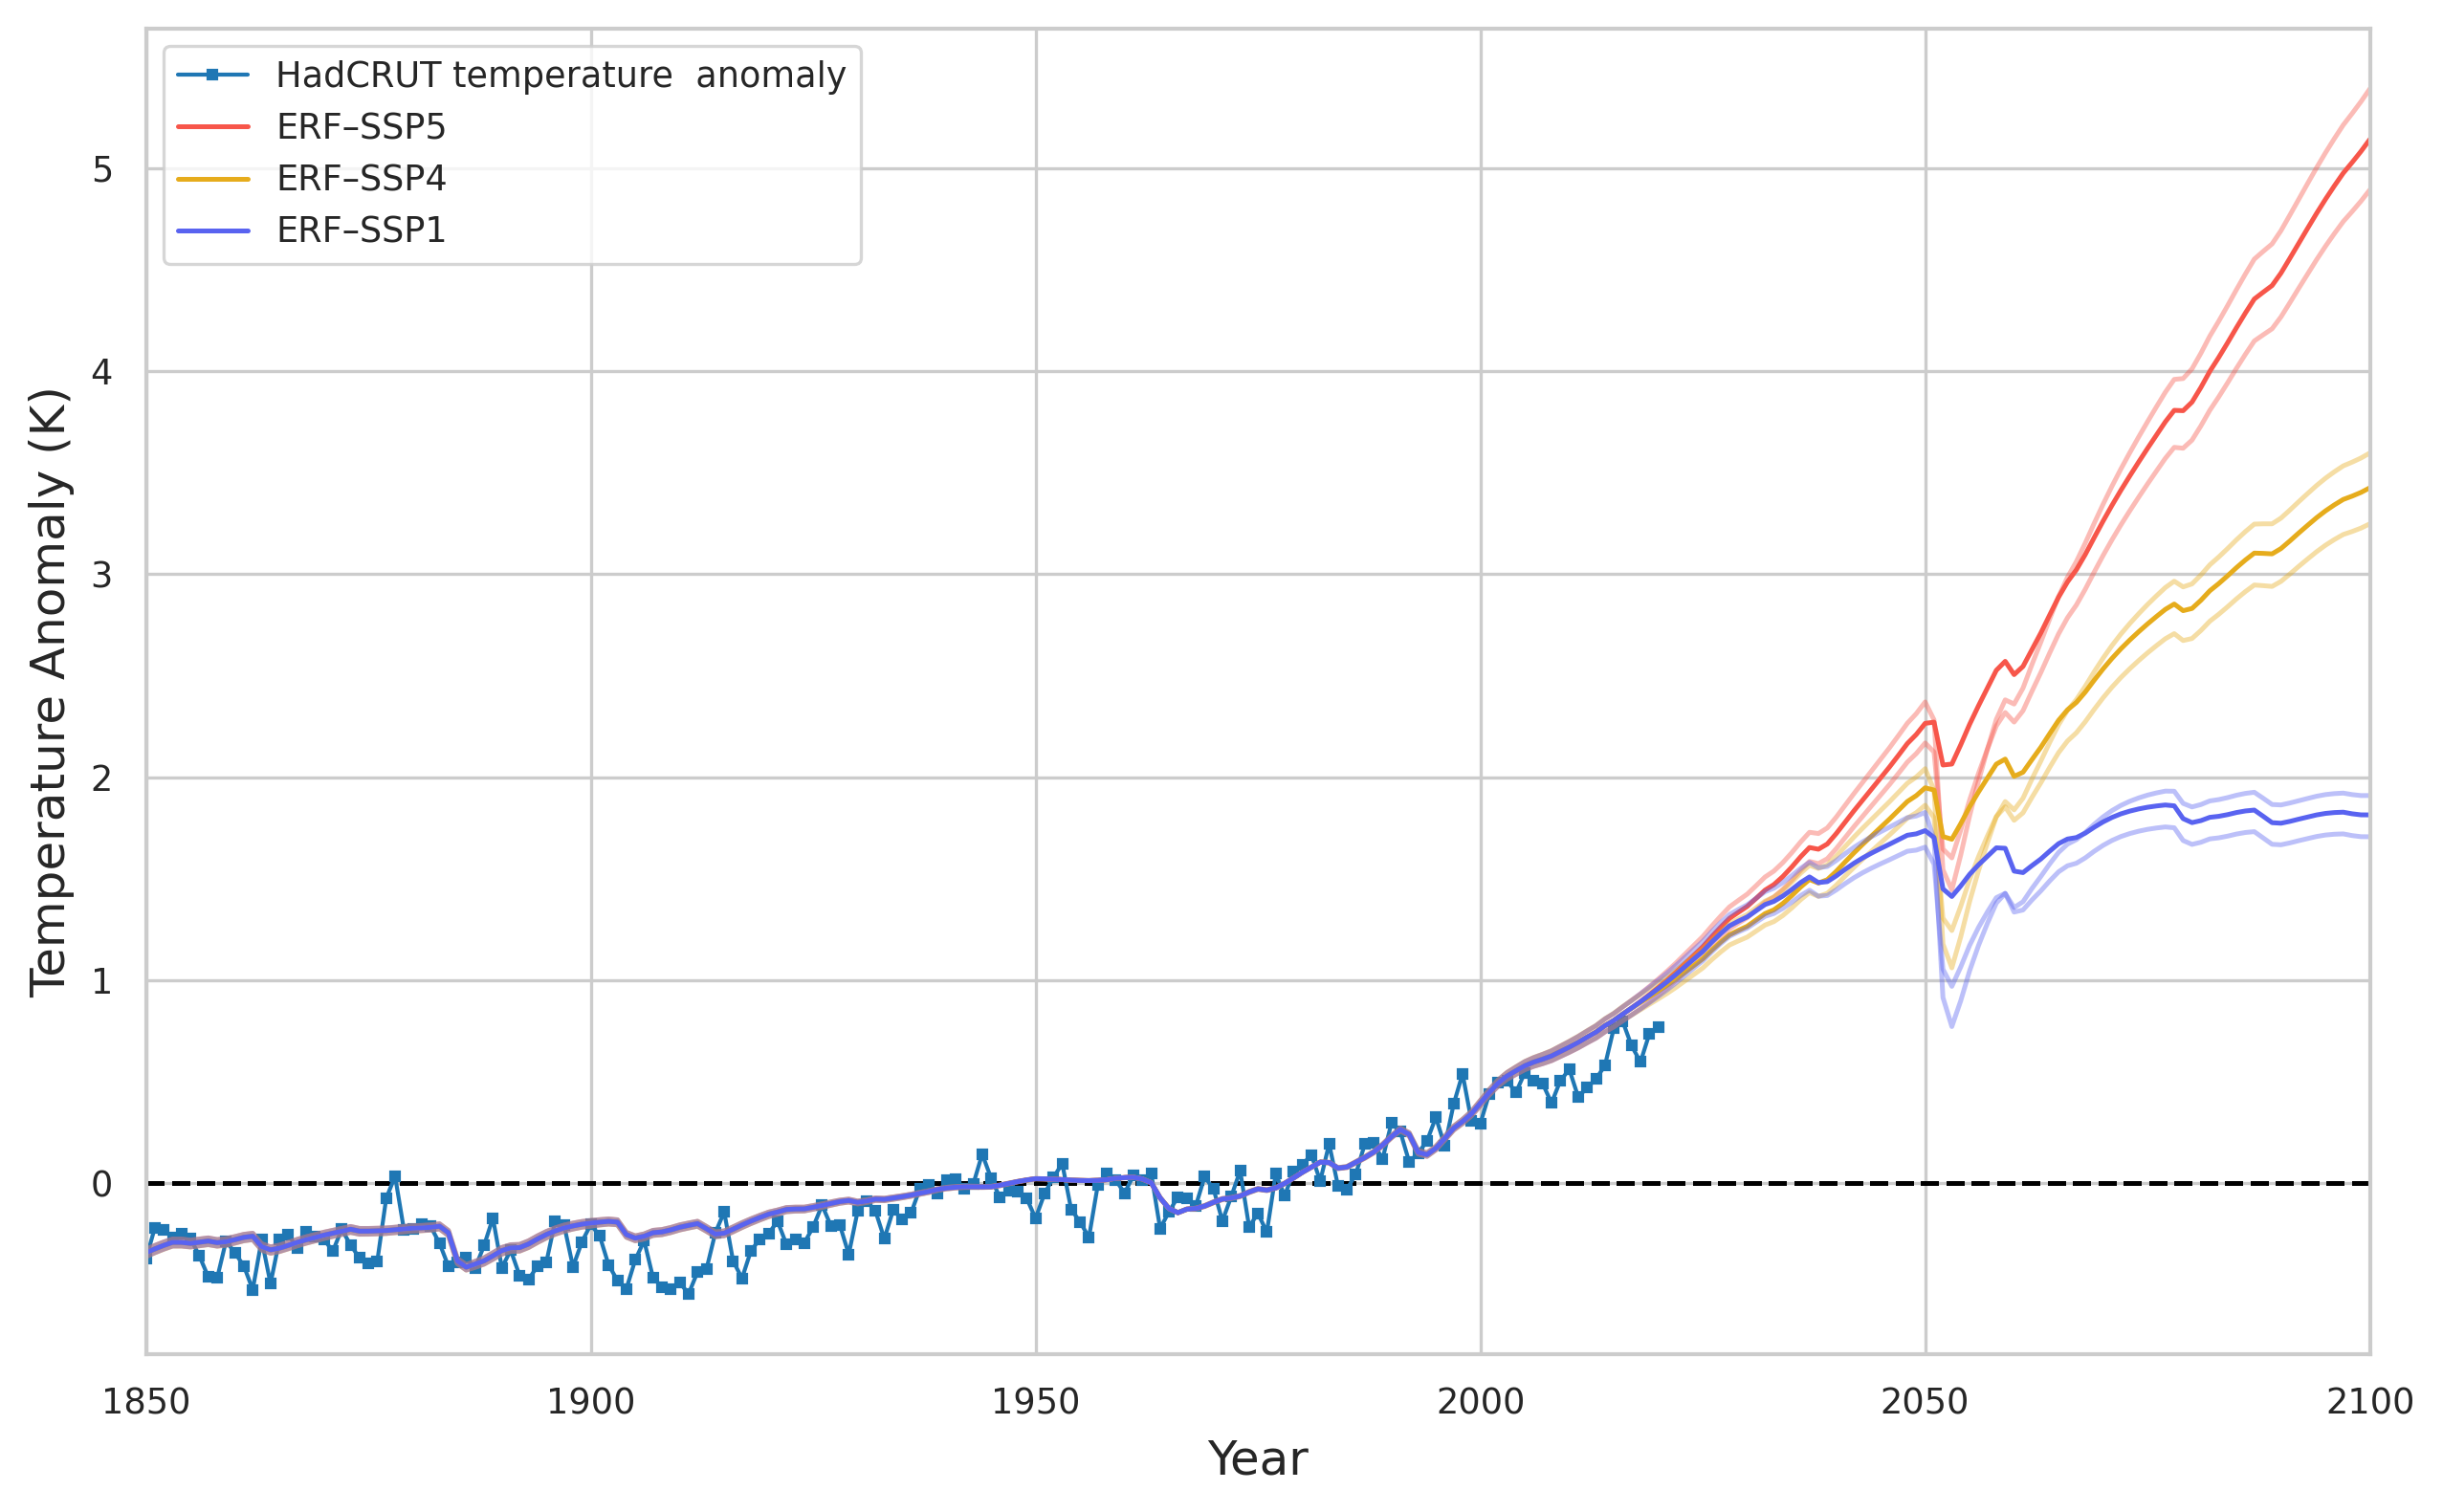 HadCRUT temperature  anomaly
ERF–SSP5
ERF–SSP4
ERF–SSP1
Temperature Anomaly (K)
5
4
3
2
1
0
1850
1900
1950
2000
2050
2100
Year